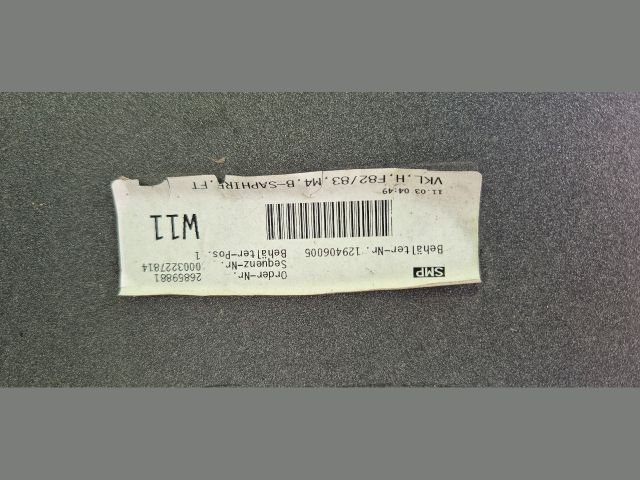 SMP
Order-Nr. 26859881
Sequenz-Nr. 0003227814
Behälter-Nr. 129406005 Behälter-Pos. 1
W11
11.03 04:49
VKL.H.F82/83.M4.B-SAPHIRE.FT